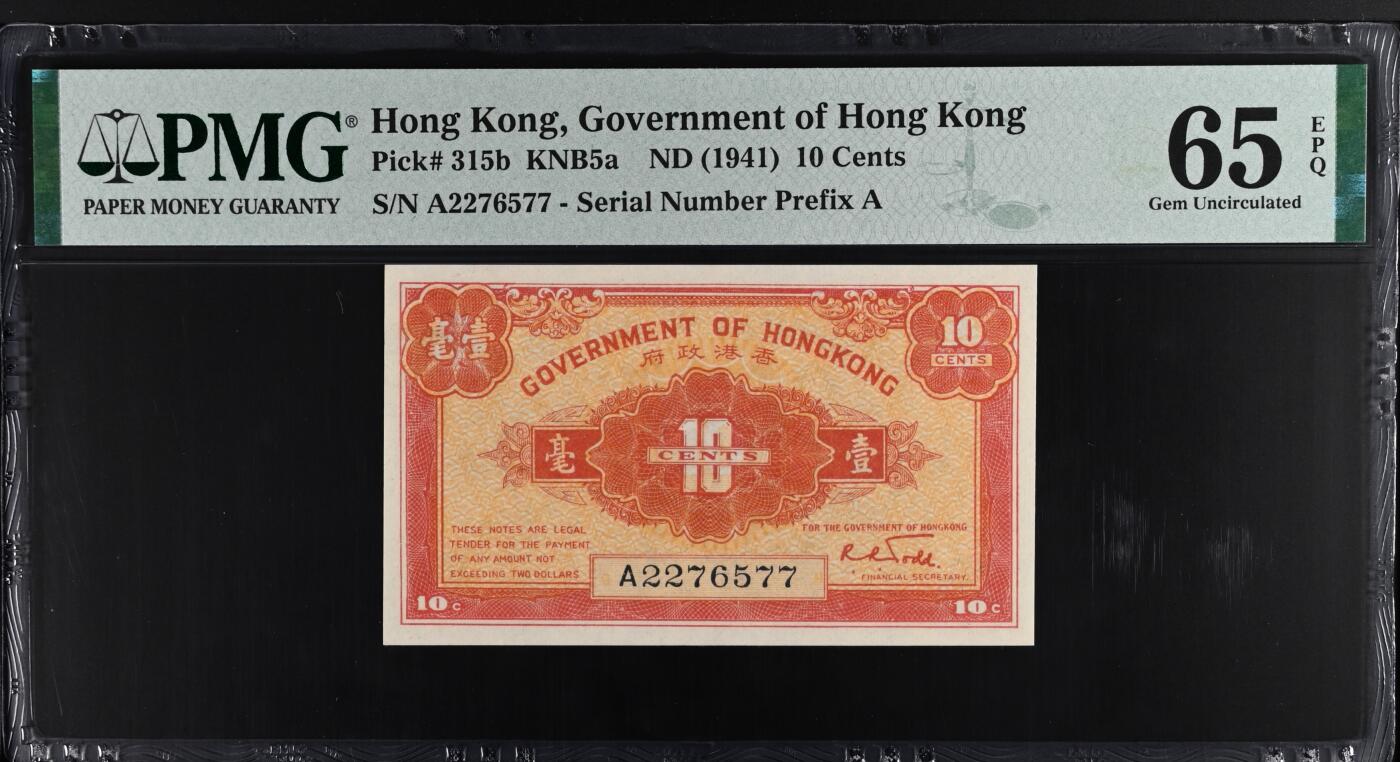 PMG®
PAPER MONEY GUARANTY
Hong Kong, Government of Hong Kong
Pick# 315b KNB5a ND (1941) 10 Cents
S/N A2276577 - Serial Number Prefix A
65
EPQ
Gem Uncirculated
毫壹
GOVERNMENT OF HONGKONG
府政港香
10
CENTS
毫
10
CENTS
壹
THESE NOTES ARE LEGAL
TENDER FOR THE PAYMENT
OF ANY AMOUNT NOT
EXCEEDING TWO DOLLARS
FOR THE GOVERNMENT OF HONGKONG
R. R. Todd.
FINANCIAL SECRETARY.
A2276577
10 C
10 C